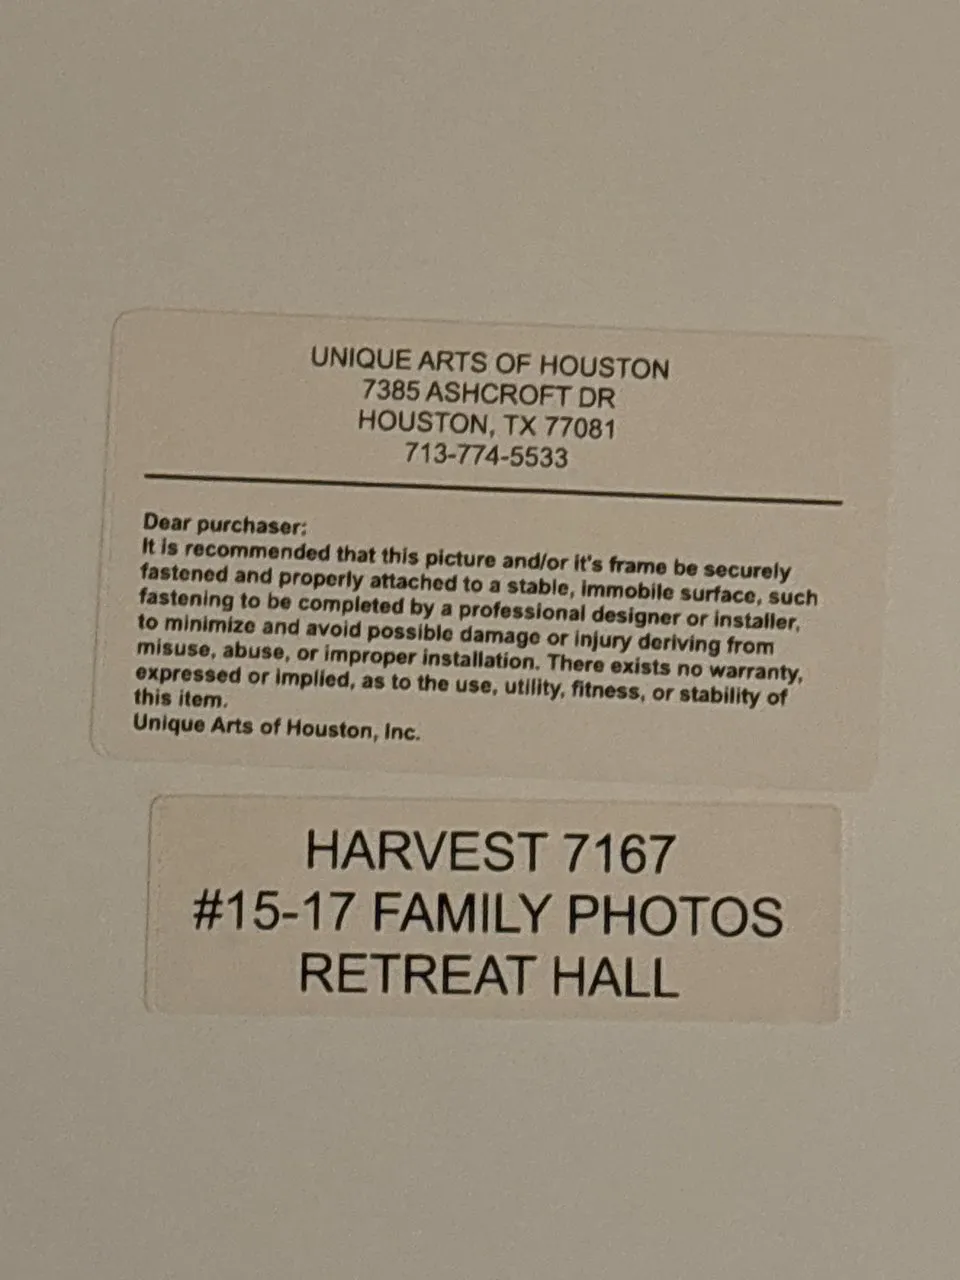 UNIQUE ARTS OF HOUSTON
7385 ASHCROFT DR
HOUSTON, TX 77081
713-774-5533
Dear purchaser:
It is recommended that this picture and/or it's frame be securely
fastened and properly attached to a stable, immobile surface, such
fastening to be completed by a professional designer or installer,
to minimize and avoid possible damage or injury deriving from
misuse, abuse, or improper installation. There exists no warranty,
expressed or implied, as to the use, utility, fitness, or stability of
this item.
Unique Arts of Houston, Inc.
HARVEST 7167
#15-17 FAMILY PHOTOS
RETREAT HALL